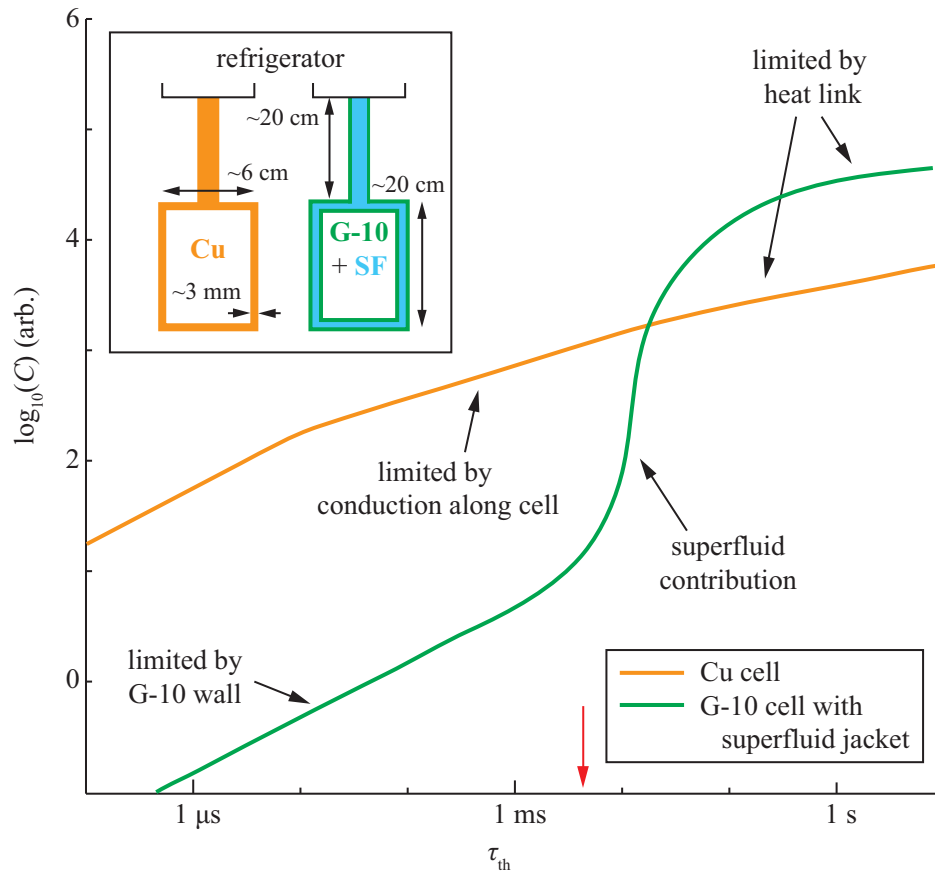 6
4
2
0
log₁₀(C) (arb.)
refrigerator
~20 cm
~6 cm
~20 cm
Cu
G-10
+ SF
~3 mm
limited by
heat link
limited by
conduction along cell
superfluid
contribution
limited by
G-10 wall
Cu cell
G-10 cell with
superfluid jacket
1 μs
1 ms
1 s
τth